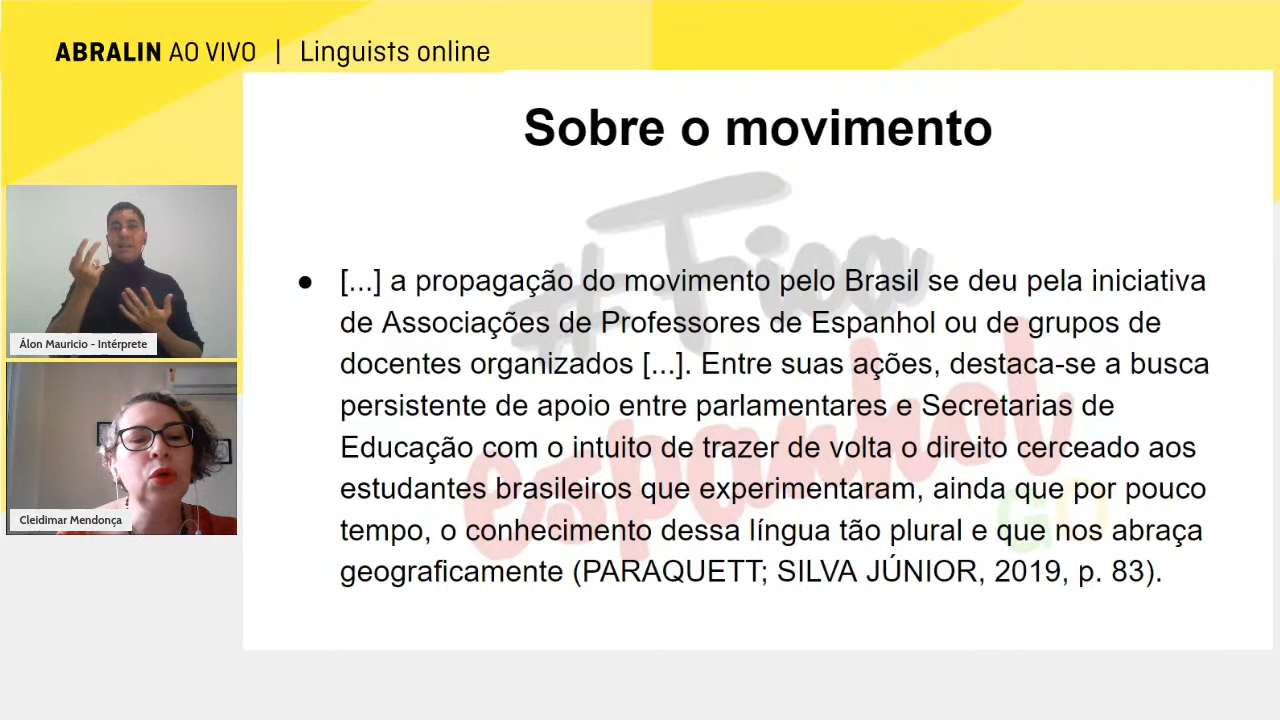 ABRALIN AO VIVO | Linguists online
Sobre o movimento
#Fica
espanhol
GO
● [...] a propagação do movimento pelo Brasil se deu pela iniciativa
de Associações de Professores de Espanhol ou de grupos de
docentes organizados [...]. Entre suas ações, destaca-se a busca
persistente de apoio entre parlamentares e Secretarias de
Educação com o intuito de trazer de volta o direito cerceado aos
estudantes brasileiros que experimentaram, ainda que por pouco
tempo, o conhecimento dessa língua tão plural e que nos abraça
geograficamente (PARAQUETT; SILVA JÚNIOR, 2019, p. 83).
Álon Mauricio - Intérprete
Cleidimar Mendonça